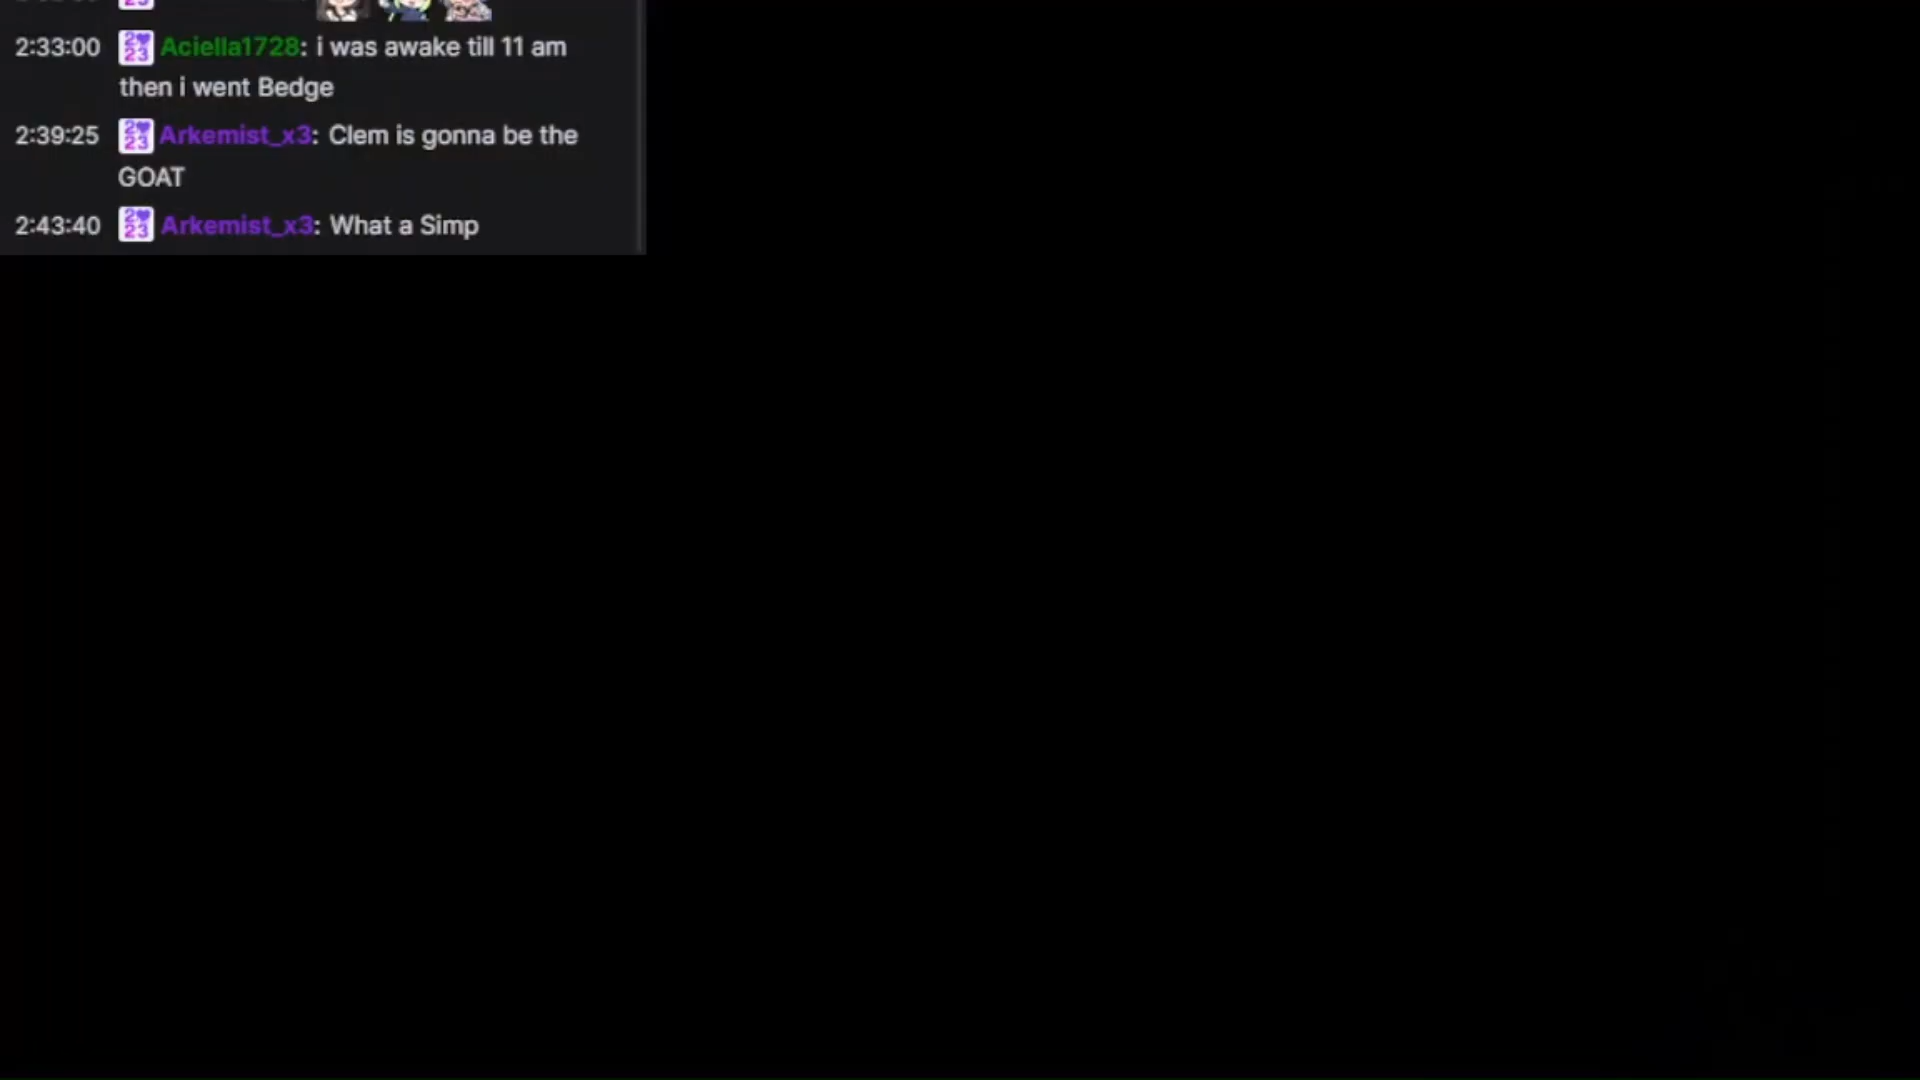 2:33:00 Aciella1728: i was awake till 11 am
then i went Bedge
2:39:25 Arkemist_x3: Clem is gonna be the
GOAT
2:43:40 Arkemist_x3: What a Simp